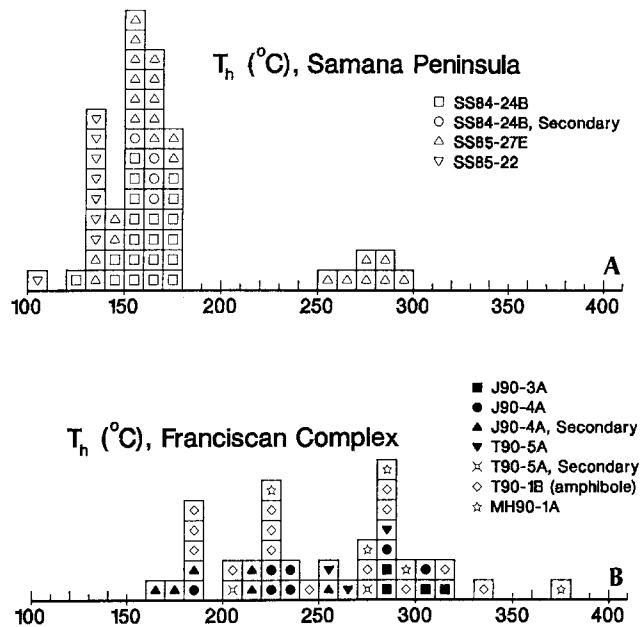 Tₕ (°C), Samana Peninsula
□ SS84-24B
○ SS84-24B, Secondary
△ SS85-27E
▽ SS85-22
A
100 150 200 250 300 350 400
■ J90-3A
● J90-4A
▲ J90-4A, Secondary
▼ T90-5A
¤ T90-5A, Secondary
◇ T90-1B (amphibole)
☆ MH90-1A
Tₕ (°C), Franciscan Complex
B
100 150 200 250 300 350 400